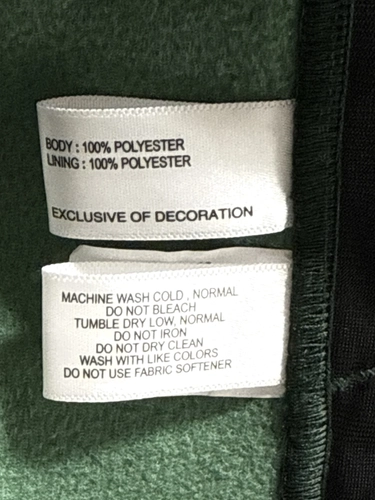 BODY : 100% POLYESTER
LINING : 100% POLYESTER
EXCLUSIVE OF DECORATION
MACHINE WASH COLD , NORMAL
DO NOT BLEACH
TUMBLE DRY LOW, NORMAL
DO NOT IRON
DO NOT DRY CLEAN
WASH WITH LIKE COLORS
DO NOT USE FABRIC SOFTENER